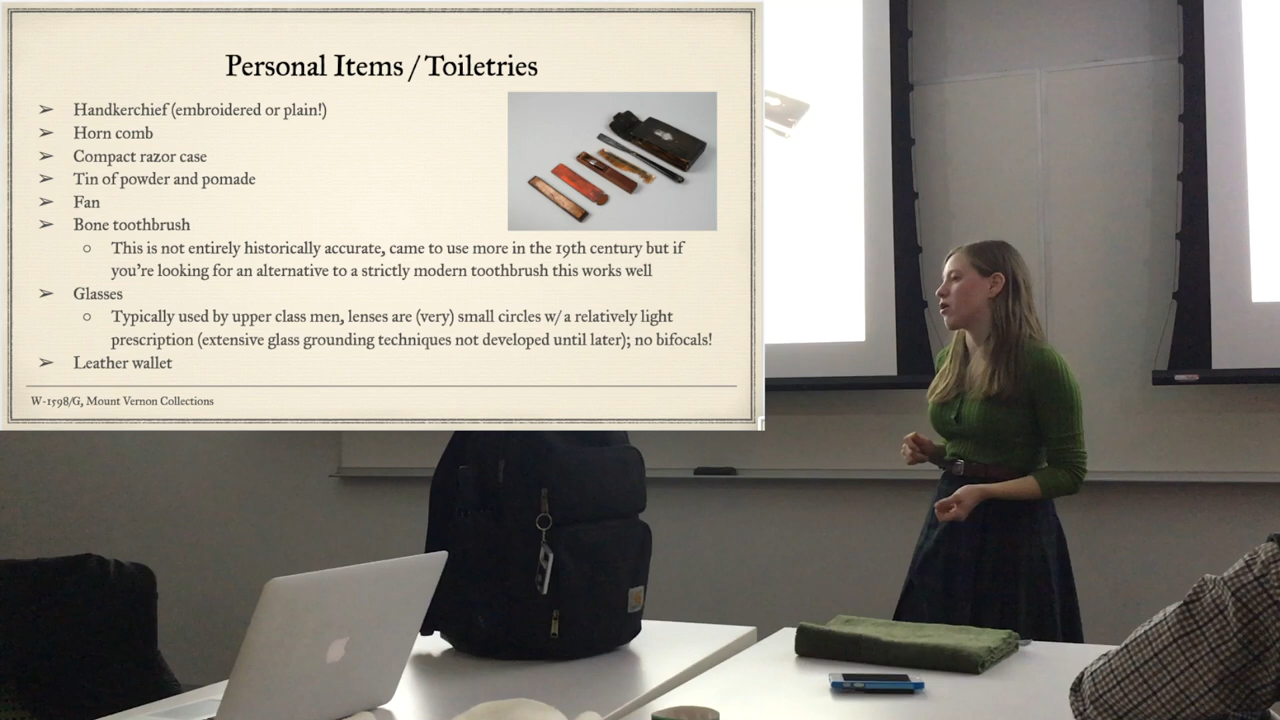 Personal Items / Toiletries
➢ Handkerchief (embroidered or plain!)
➢ Horn comb
➢ Compact razor case
➢ Tin of powder and pomade
➢ Fan
➢ Bone toothbrush
○ This is not entirely historically accurate, came to use more in the 19th century but if
you're looking for an alternative to a strictly modern toothbrush this works well
➢ Glasses
○ Typically used by upper class men, lenses are (very) small circles w/ a relatively light
prescription (extensive glass grounding techniques not developed until later); no bifocals!
➢ Leather wallet
W-1598/G, Mount Vernon Collections